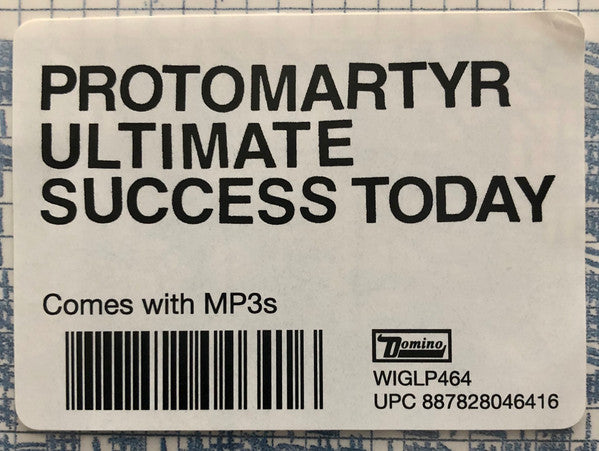 PROTOMARTYR
ULTIMATE
SUCCESS TODAY
Comes with MP3s
Domino
WIGLP464
UPC 887828046416